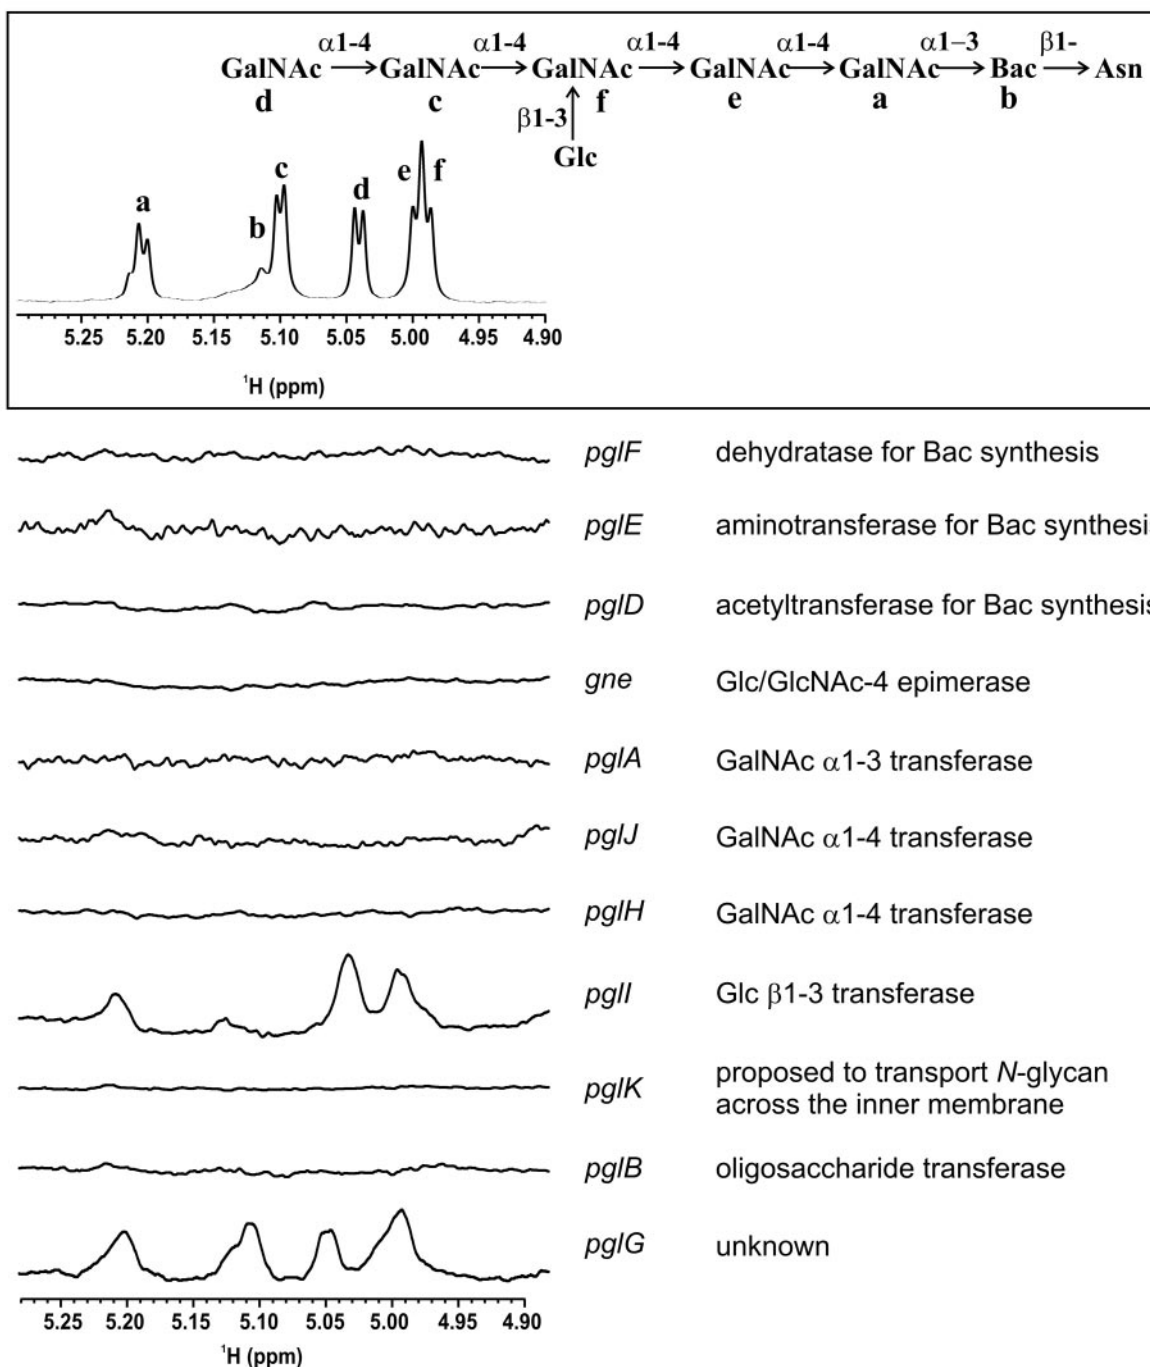 α1-4 α1-4 α1-4 α1-4 α1–3 β1-
GalNAc GalNAc GalNAc GalNAc GalNAc Bac Asn
d c f e a b
β1-3
Glc
a b c d e f
5.25 5.20 5.15 5.10 5.05 5.00 4.95 4.90
¹H (ppm)
pglF dehydratase for Bac synthesis
pglE aminotransferase for Bac synthesis
pglD acetyltransferase for Bac synthesis
gne Glc/GlcNAc-4 epimerase
pglA GalNAc α1-3 transferase
pglJ GalNAc α1-4 transferase
pglH GalNAc α1-4 transferase
pglI Glc β1-3 transferase
pglK proposed to transport N-glycan
across the inner membrane
pglB oligosaccharide transferase
pglG unknown
5.25 5.20 5.15 5.10 5.05 5.00 4.95 4.90
¹H (ppm)